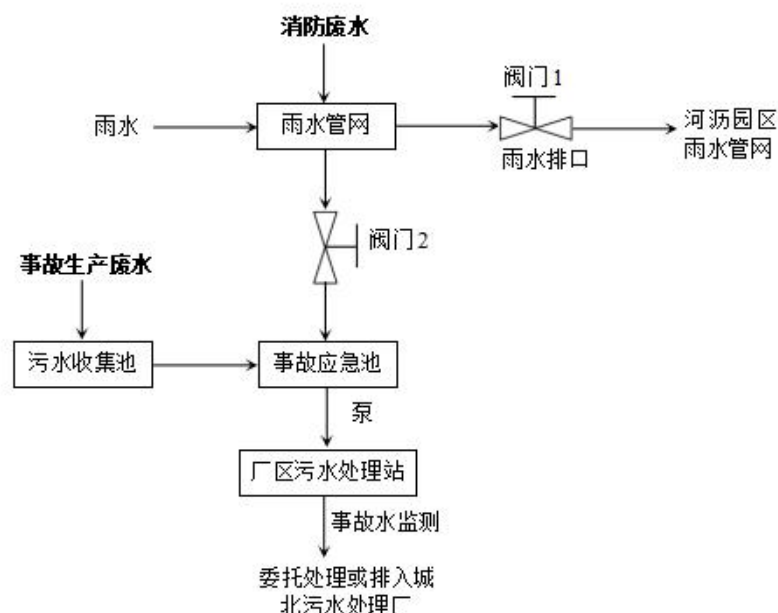 消防废水
阀门1
雨水
雨水管网
河沥园区
雨水管网
雨水排口
阀门2
事故生产废水
污水收集池
事故应急池
泵
厂区污水处理站
事故水监测
委托处理或排入城
北污水处理厂